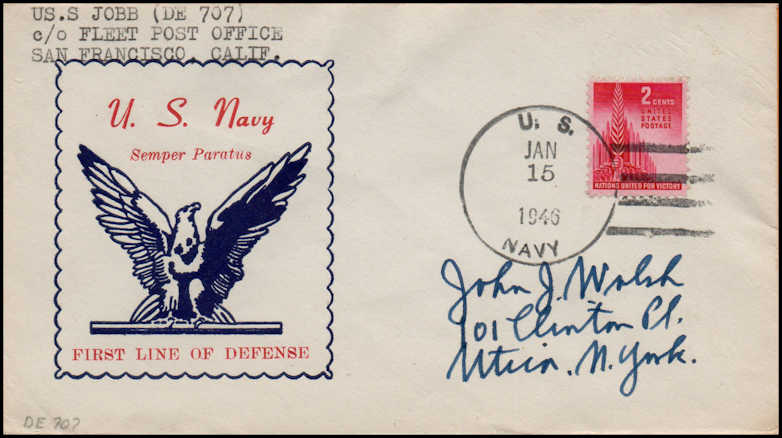 US.S JOBB (DE 707)
c/o FLEET POST OFFICE
SAN FRANCISCO, CALIF.
U. S. Navy
Semper Paratus
FIRST LINE OF DEFENSE
2 CENTS
UNITED
STATES
POSTAGE
NATIONS UNITED FOR VICTORY
U. S.
JAN
15
1946
NAVY
John J. Walsh
101 Clinton Pl.
Utica, N. York.
DE 707